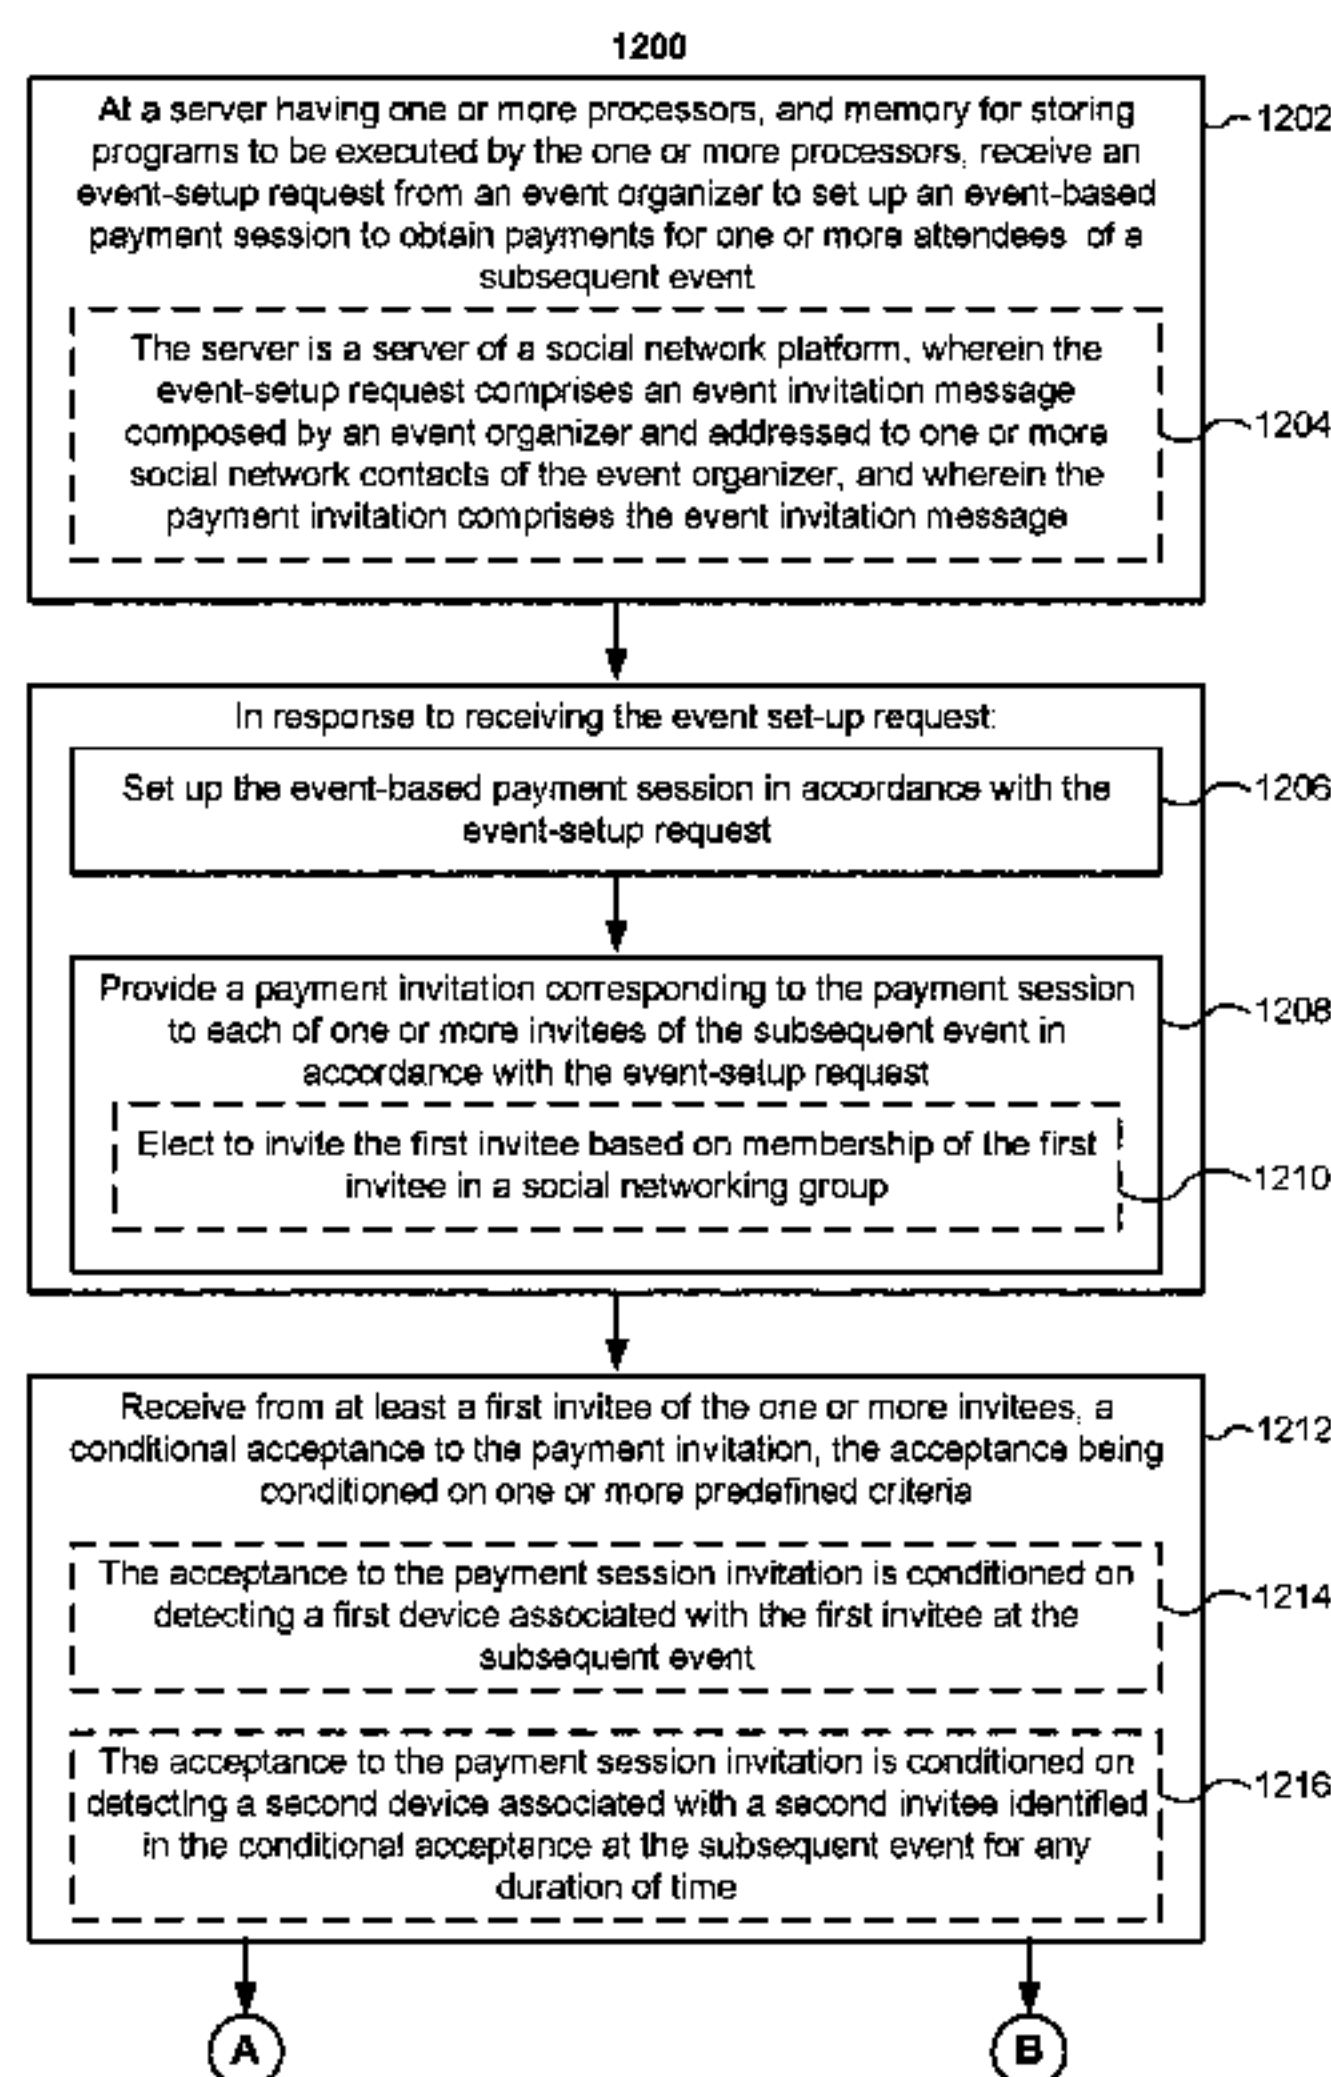 1200
At a server having one or more processors, and memory for storing
programs to be executed by the one or more processors, receive an
event-setup request from an event organizer to set up an event-based
payment session to obtain payments for one or more attendees of a
subsequent event
1202
The server is a server of a social network platform, wherein the
event-setup request comprises an event invitation message
composed by an event organizer and addressed to one or more
social network contacts of the event organizer, and wherein the
payment invitation comprises the event invitation message
1204
In response to receiving the event set-up request:
Set up the event-based payment session in accordance with the
event-setup request
1206
Provide a payment invitation corresponding to the payment session
to each of one or more invitees of the subsequent event in
accordance with the event-setup request
1208
Elect to invite the first invitee based on membership of the first
invitee in a social networking group
1210
Receive from at least a first invitee of the one or more invitees, a
conditional acceptance to the payment invitation, the acceptance being
conditioned on one or more predefined criteria
1212
The acceptance to the payment session invitation is conditioned on
detecting a first device associated with the first invitee at the
subsequent event
1214
The acceptance to the payment session invitation is conditioned on
detecting a second device associated with a second invitee identified
in the conditional acceptance at the subsequent event for any
duration of time
1216
A
B